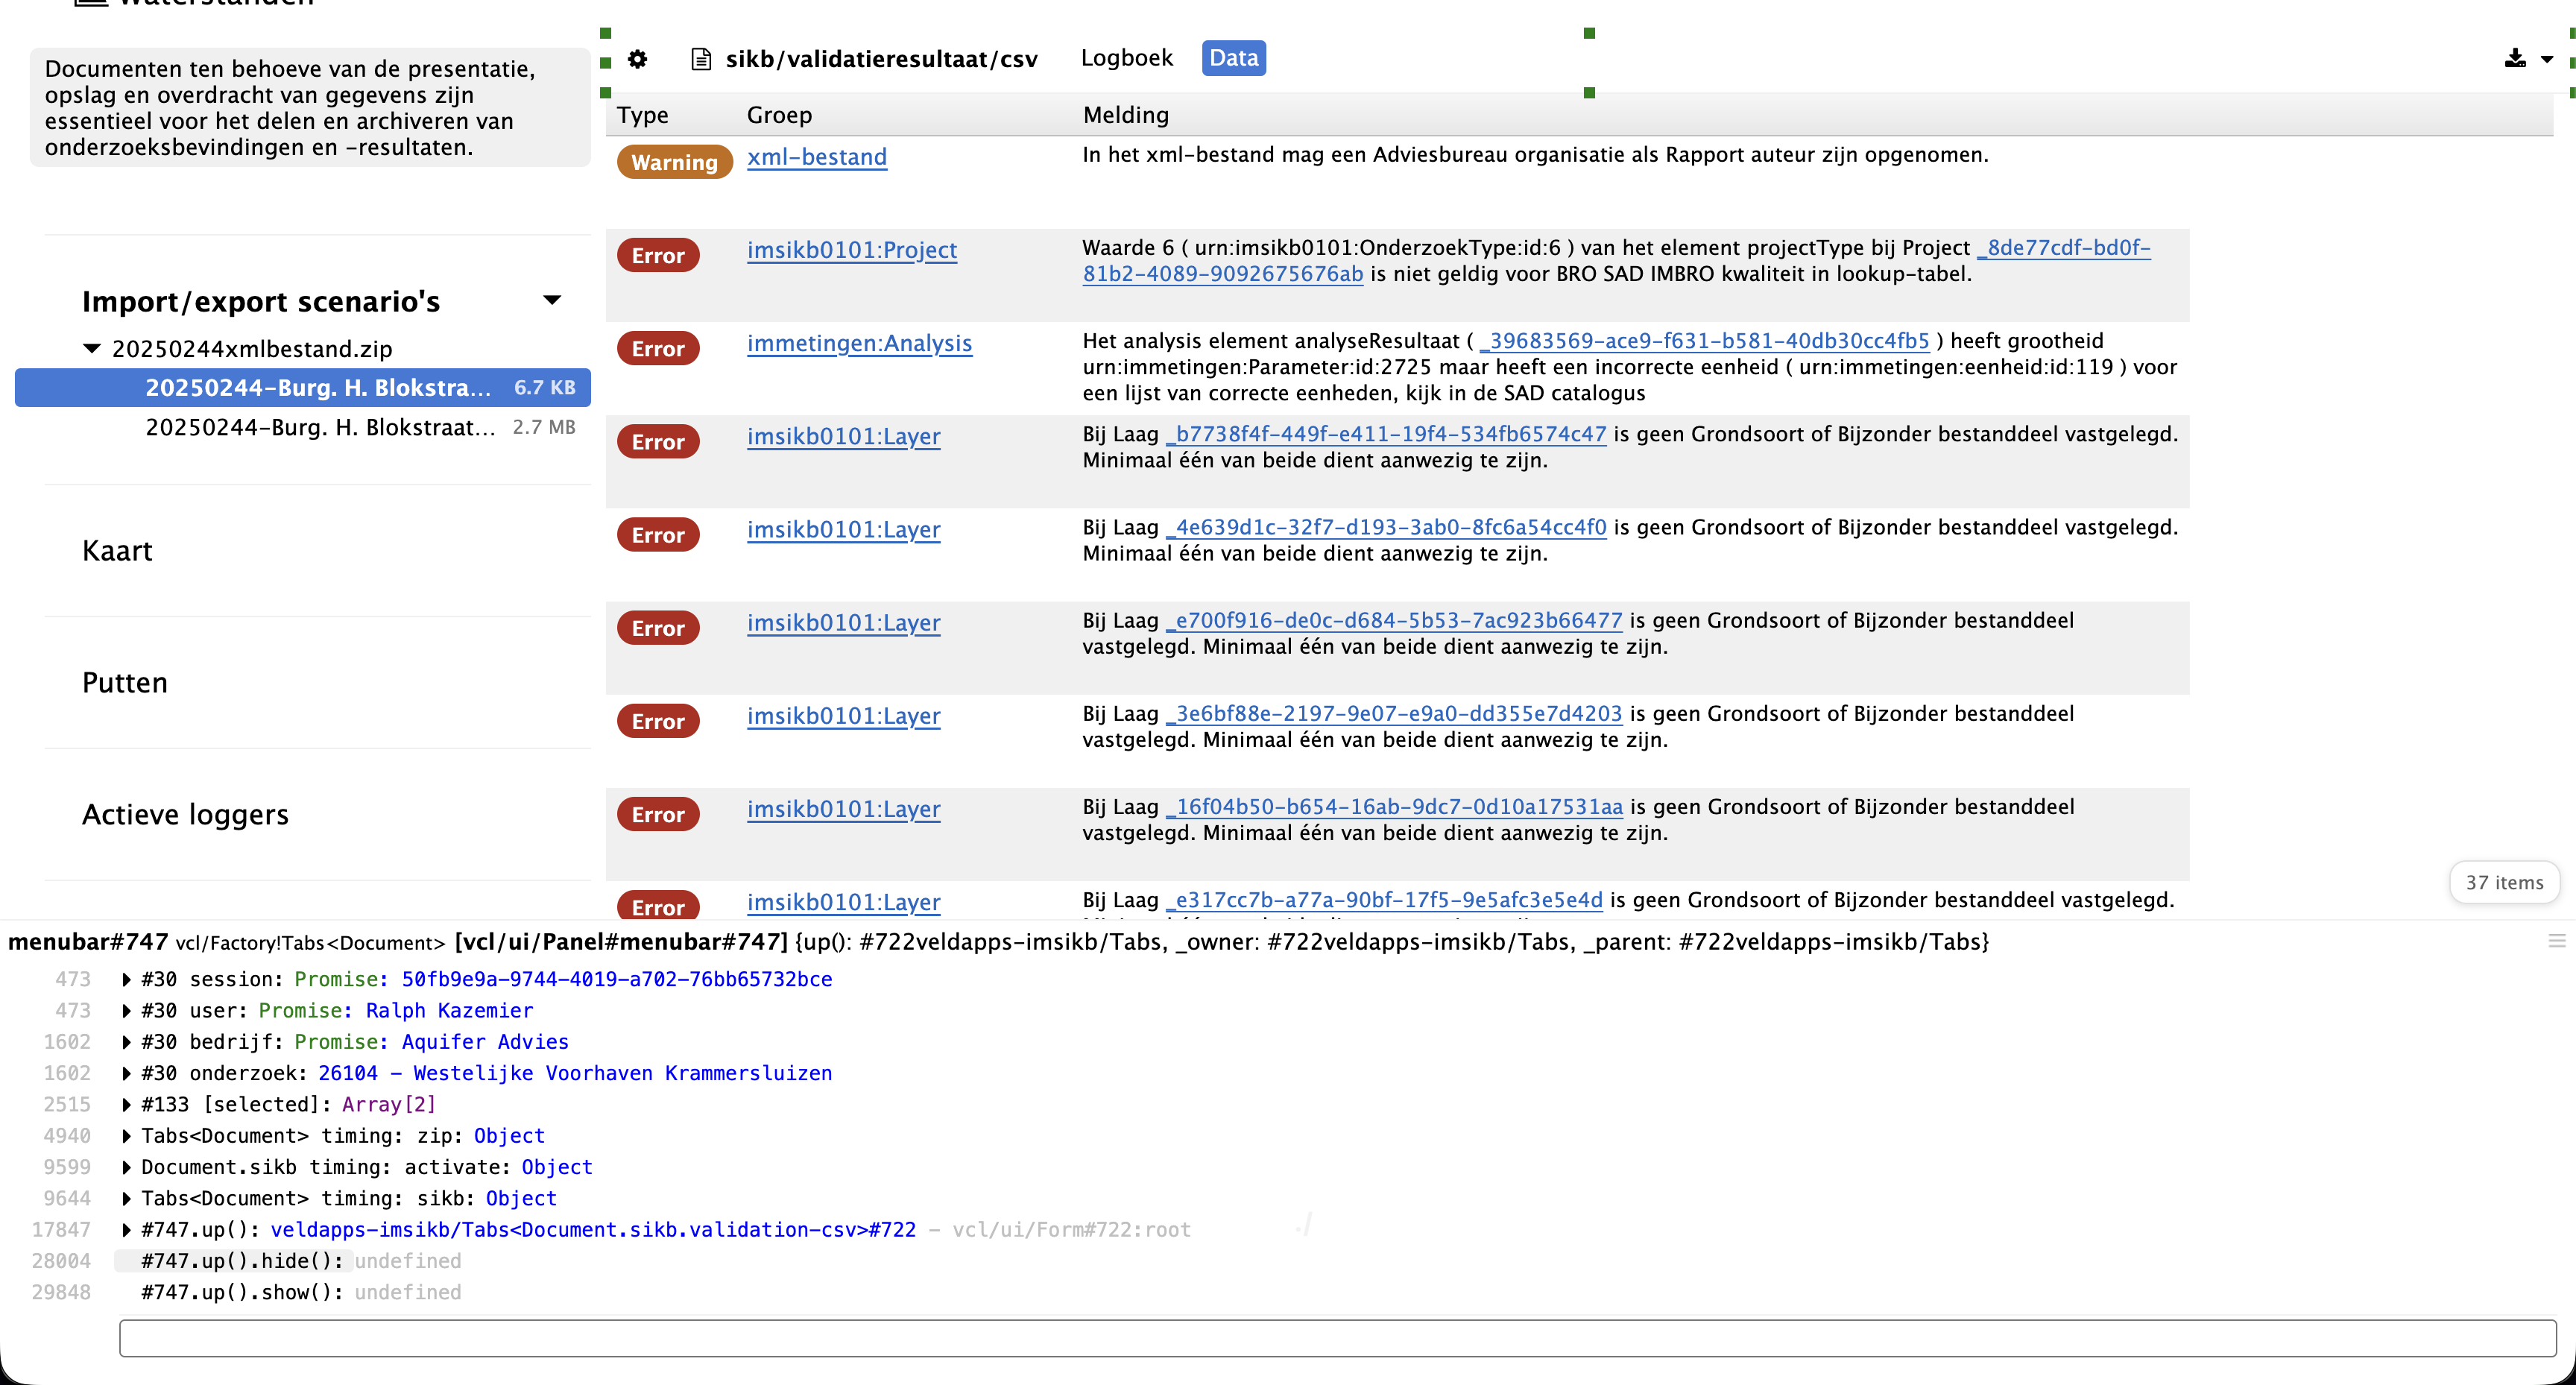 Waterstanden
Documenten ten behoeve van de presentatie,
opslag en overdracht van gegevens zijn
essentieel voor het delen en archiveren van
onderzoeksbevindingen en -resultaten.
Import/export scenario's
20250244xmlbestand.zip
20250244-Burg. H. Blokstra... 6.7 KB
20250244-Burg. H. Blokstraat... 2.7 MB
Kaart
Putten
Actieve loggers
sikb/validatieresultaat/csv Logboek Data
Type Groep Melding
Warning xml-bestand In het xml-bestand mag een Adviesbureau organisatie als Rapport auteur zijn opgenomen.
Error imsikb0101:Project Waarde 6 ( urn:imsikb0101:OnderzoekType:id:6 ) van het element projectType bij Project _8de77cdf-bd0f-
81b2-4089-9092675676ab is niet geldig voor BRO SAD IMBRO kwaliteit in lookup-tabel.
Error immetingen:Analysis Het analysis element analyseResultaat ( _39683569-ace9-f631-b581-40db30cc4fb5 ) heeft grootheid
urn:immetingen:Parameter:id:2725 maar heeft een incorrecte eenheid ( urn:immetingen:eenheid:id:119 ) voor
een lijst van correcte eenheden, kijk in de SAD catalogus
Error imsikb0101:Layer Bij Laag _b7738f4f-449f-e411-19f4-534fb6574c47 is geen Grondsoort of Bijzonder bestanddeel vastgelegd.
Minimaal één van beide dient aanwezig te zijn.
Error imsikb0101:Layer Bij Laag _4e639d1c-32f7-d193-3ab0-8fc6a54cc4f0 is geen Grondsoort of Bijzonder bestanddeel vastgelegd.
Minimaal één van beide dient aanwezig te zijn.
Error imsikb0101:Layer Bij Laag _e700f916-de0c-d684-5b53-7ac923b66477 is geen Grondsoort of Bijzonder bestanddeel
vastgelegd. Minimaal één van beide dient aanwezig te zijn.
Error imsikb0101:Layer Bij Laag _3e6bf88e-2197-9e07-e9a0-dd355e7d4203 is geen Grondsoort of Bijzonder bestanddeel
vastgelegd. Minimaal één van beide dient aanwezig te zijn.
Error imsikb0101:Layer Bij Laag _16f04b50-b654-16ab-9dc7-0d10a17531aa is geen Grondsoort of Bijzonder bestanddeel
vastgelegd. Minimaal één van beide dient aanwezig te zijn.
Error imsikb0101:Layer Bij Laag _e317cc7b-a77a-90bf-17f5-9e5afc3e5e4d is geen Grondsoort of Bijzonder bestanddeel vastgelegd.
37 items
menubar#747 vcl/Factory!Tabs<Document> [vcl/ui/Panel#menubar#747] {up(): #722veldapps-imsikb/Tabs, _owner: #722veldapps-imsikb/Tabs, _parent: #722veldapps-imsikb/Tabs}
473 #30 session: Promise: 50fb9e9a-9744-4019-a702-76bb65732bce
473 #30 user: Promise: Ralph Kazemier
1602 #30 bedrijf: Promise: Aquifer Advies
1602 #30 onderzoek: 26104 - Westelijke Voorhaven Krammersluizen
2515 #133 [selected]: Array[2]
4940 Tabs<Document> timing: zip: Object
9599 Document.sikb timing: activate: Object
9644 Tabs<Document> timing: sikb: Object
17847 #747.up(): veldapps-imsikb/Tabs<Document.sikb.validation-csv>#722 - vcl/ui/Form#722:root
28004 #747.up().hide(): undefined
29848 #747.up().show(): undefined